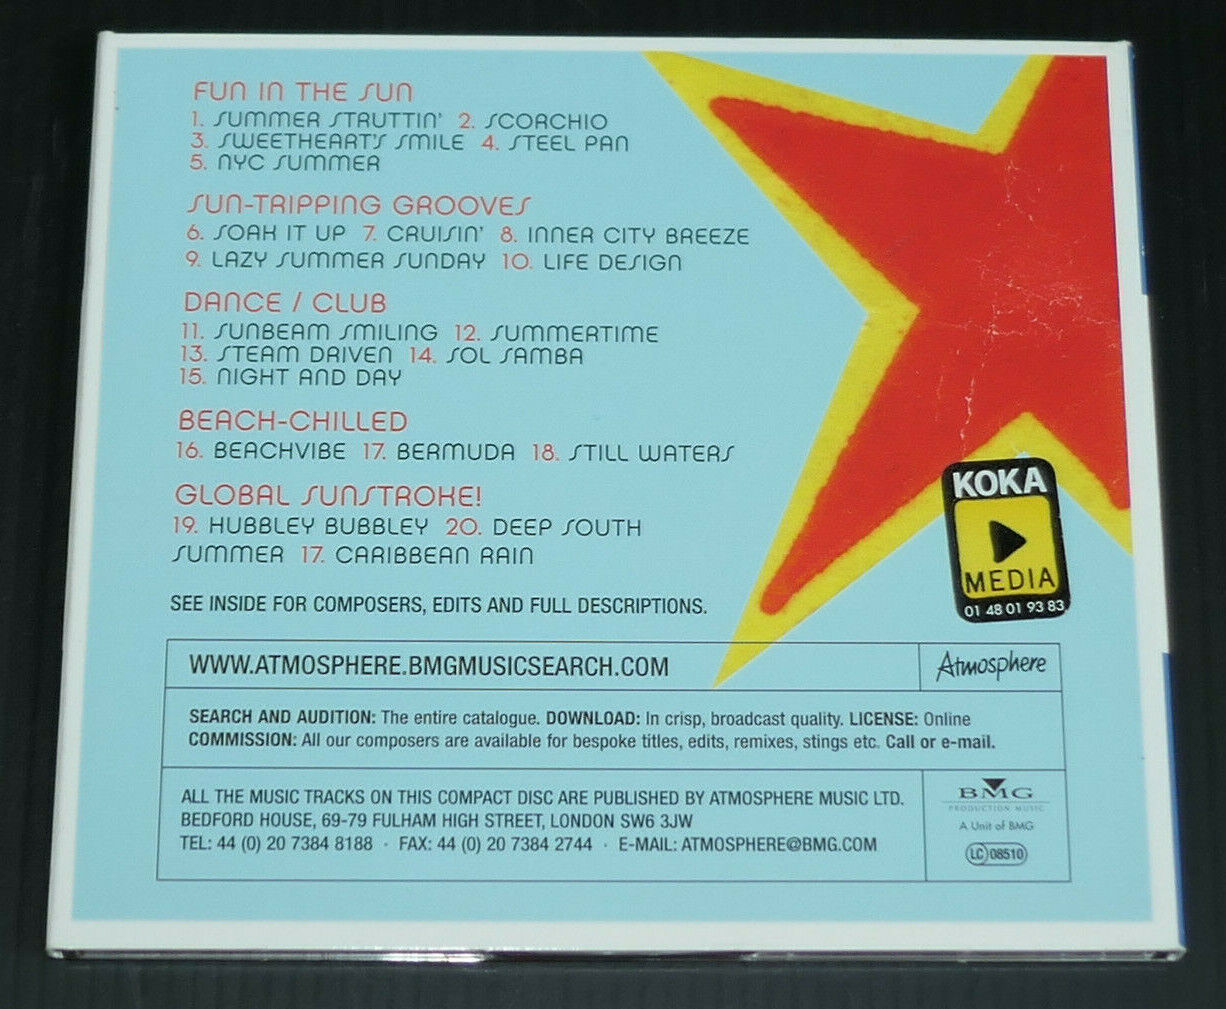 FUN IN THE SUN
1. SUMMER STRUTTIN' 2. SCORCHIO
3. SWEETHEART'S SMILE 4. STEEL PAN
5. NYC SUMMER
SUN-TRIPPING GROOVES
6. SOAK IT UP 7. CRUISIN' 8. INNER CITY BREEZE
9. LAZY SUMMER SUNDAY 10. LIFE DESIGN
DANCE / CLUB
11. SUNBEAM SMILING 12. SUMMERTIME
13. STEAM DRIVEN 14. SOL SAMBA
15. NIGHT AND DAY
BEACH-CHILLED
16. BEACHVIBE 17. BERMUDA 18. STILL WATERS
GLOBAL SUNSTROKE!
19. HUBBLEY BUBBLEY 20. DEEP SOUTH
SUMMER 17. CARIBBEAN RAIN
SEE INSIDE FOR COMPOSERS, EDITS AND FULL DESCRIPTIONS.
KOKA
MEDIA
01 48 01 93 83
WWW.ATMOSPHERE.BMGMUSICSEARCH.COM
Atmosphere
SEARCH AND AUDITION: The entire catalogue. DOWNLOAD: In crisp, broadcast quality. LICENSE: Online
COMMISSION: All our composers are available for bespoke titles, edits, remixes, stings etc. Call or e-mail.
ALL THE MUSIC TRACKS ON THIS COMPACT DISC ARE PUBLISHED BY ATMOSPHERE MUSIC LTD.
BEDFORD HOUSE, 69-79 FULHAM HIGH STREET, LONDON SW6 3JW
TEL: 44 (0) 20 7384 8188 · FAX: 44 (0) 20 7384 2744 · E-MAIL: ATMOSPHERE@BMG.COM
BMG
PRODUCTION MUSIC
A Unit of BMG
LC 08510